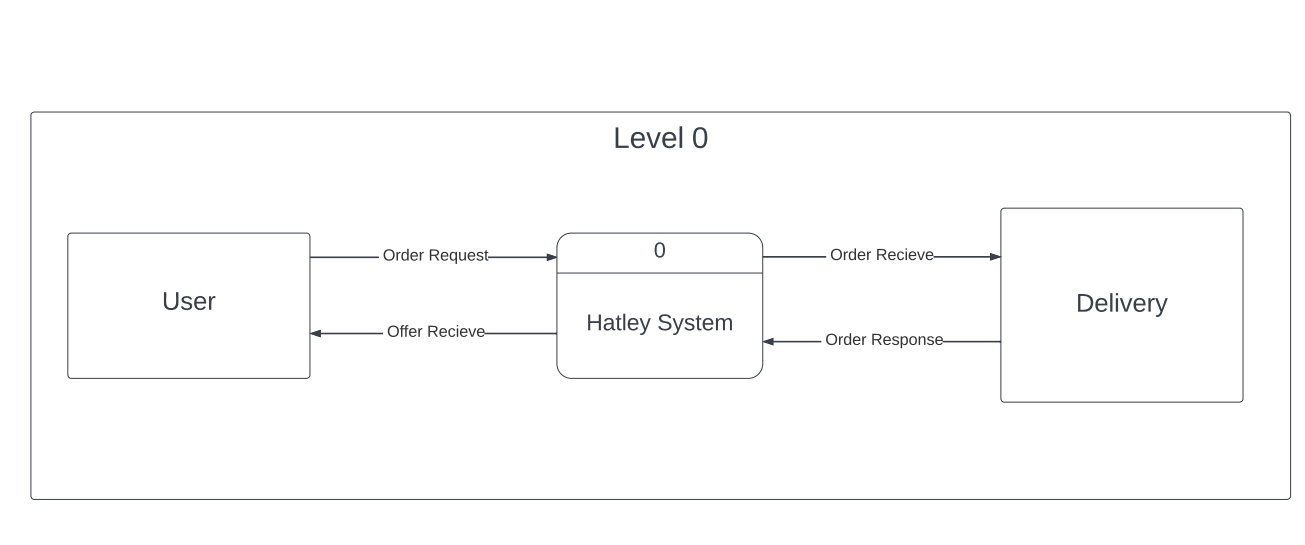 Level 0
User
Order Request
Offer Recieve
0
Hatley System
Order Recieve
Order Response
Delivery